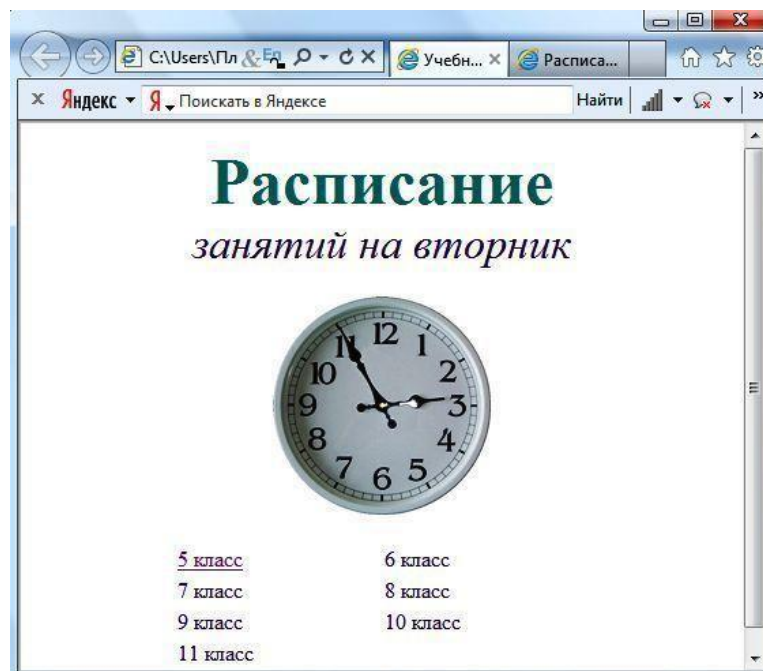 C:\Users\Пл
Учебн...
Расписа...
Яндекс
Я
Поискать в Яндексе
Найти
Расписание
занятий на вторник
12
1
2
3
4
5
6
7
8
9
10
11
5 класс 6 класс
7 класс 8 класс
9 класс 10 класс
11 класс